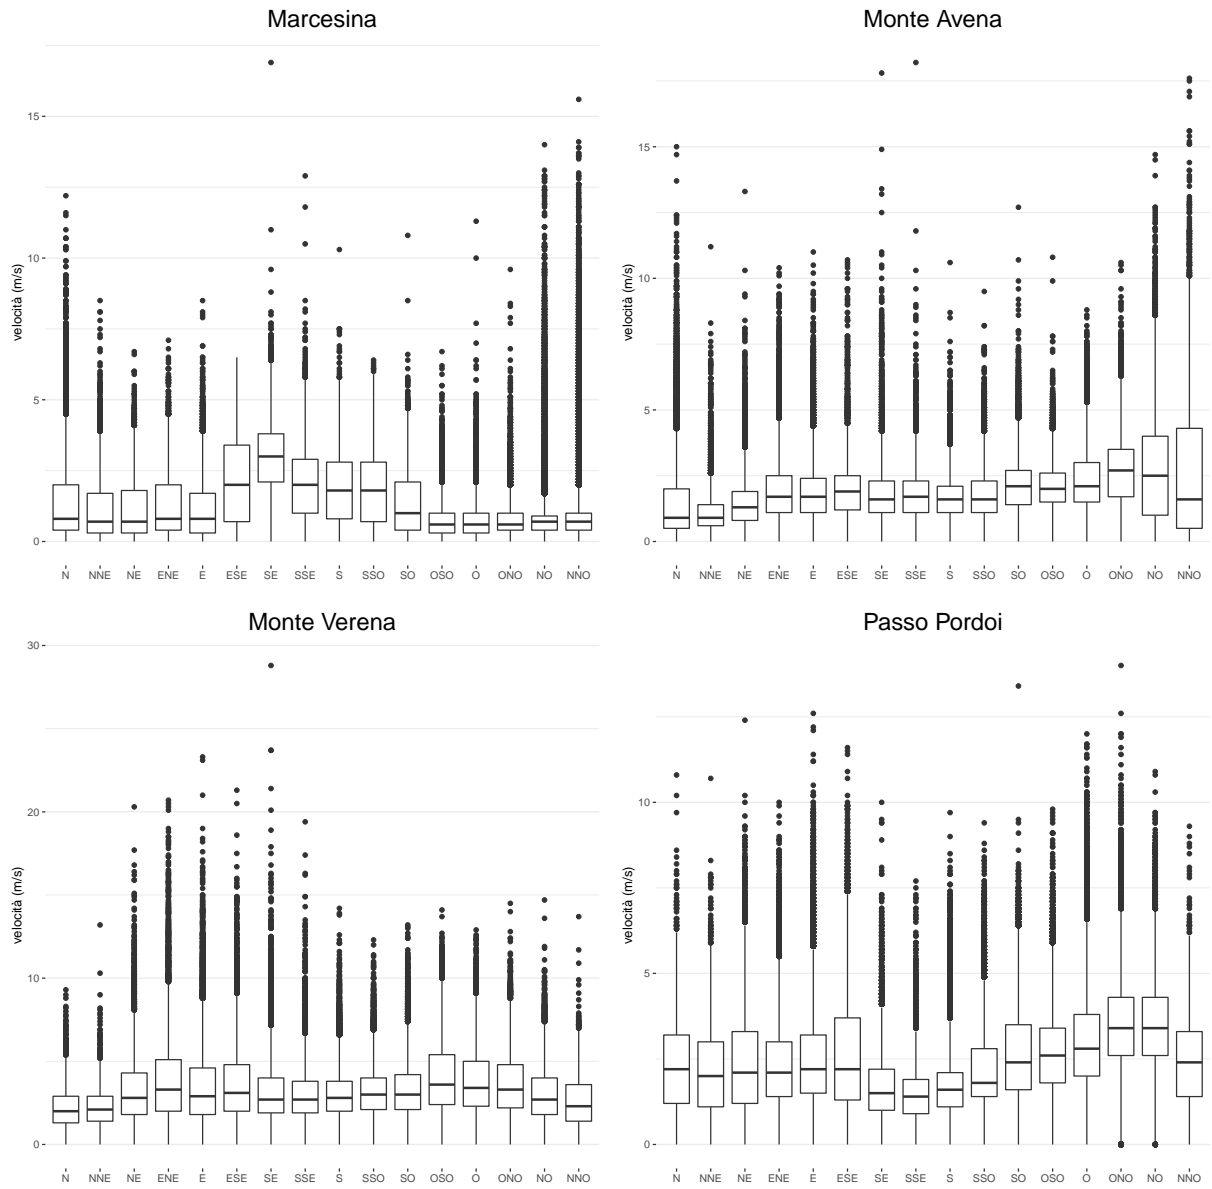 Marcesina
15
10
5
0
velocità (m/s)
N NNE NE ENE E ESE SE SSE S SSO SO OSO O ONO NO NNO
Monte Avena
15
10
5
0
velocità (m/s)
N NNE NE ENE E ESE SE SSE S SSO SO OSO O ONO NO NNO
Monte Verena
30
20
10
0
velocità (m/s)
N NNE NE ENE E ESE SE SSE S SSO SO OSO O ONO NO NNO
Passo Pordoi
10
5
0
velocità (m/s)
N NNE NE ENE E ESE SE SSE S SSO SO OSO O ONO NO NNO